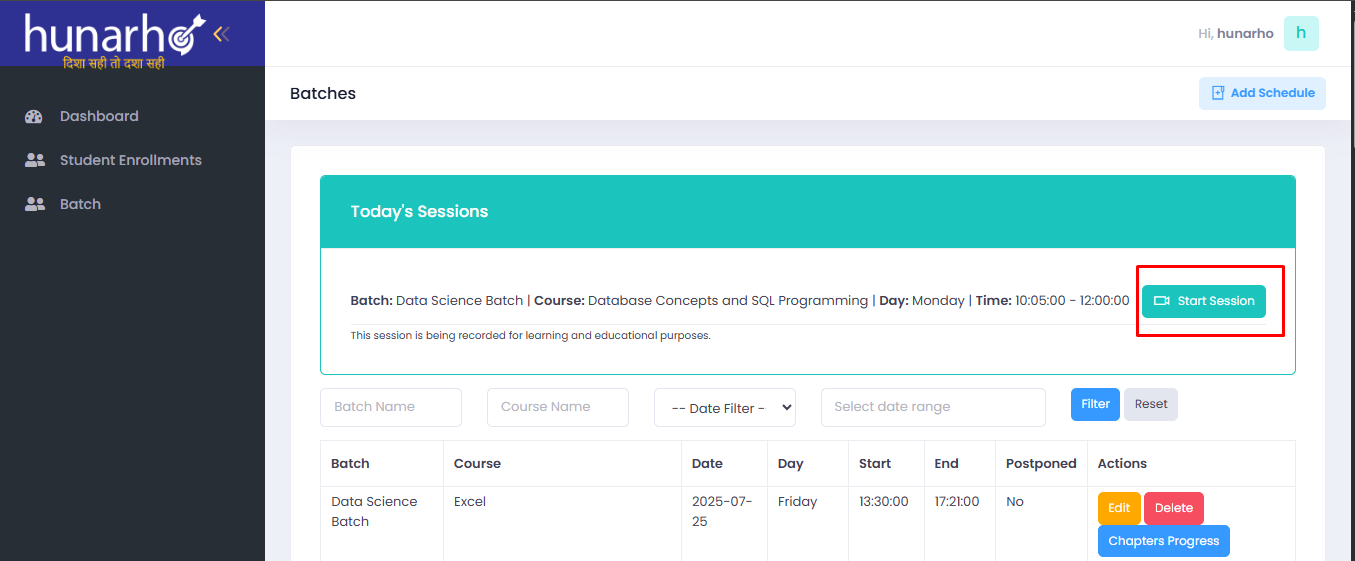 hunarho
दिशा सही तो दशा सही
Hi, hunarho h
Dashboard
Student Enrollments
Batch
Batches
Add Schedule
Today's Sessions
Batch: Data Science Batch | Course: Database Concepts and SQL Programming | Day: Monday | Time: 10:05:00 - 12:00:00
Start Session
This session is being recorded for learning and educational purposes.
Batch Name Course Name -- Date Filter - Select date range Filter Reset
Batch Course Date Day Start End Postponed Actions
Data Science Excel 2025-07- Friday 13:30:00 17:21:00 No Edit Delete
Batch 25
Chapters Progress